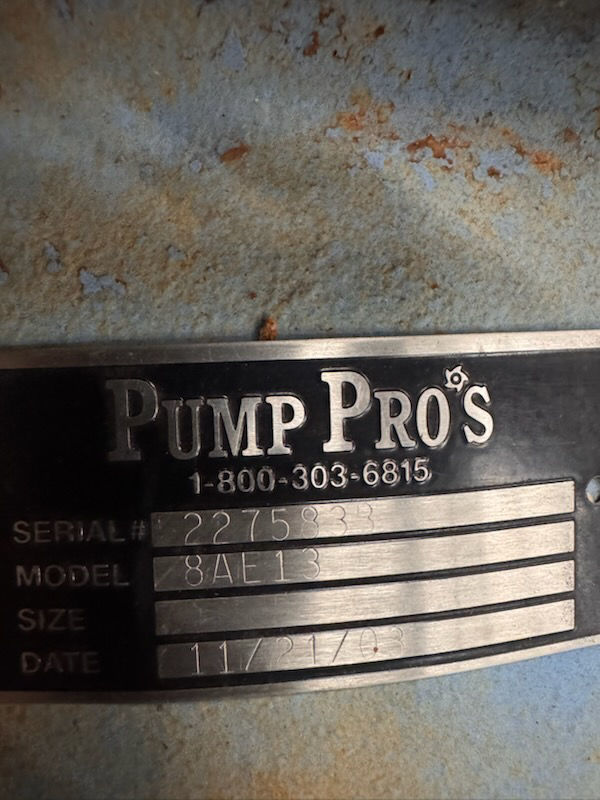 PUMP PRO'S
1-800-303-6815
SERIAL# 2275838
MODEL 8AE13
SIZE
DATE 11/21/03